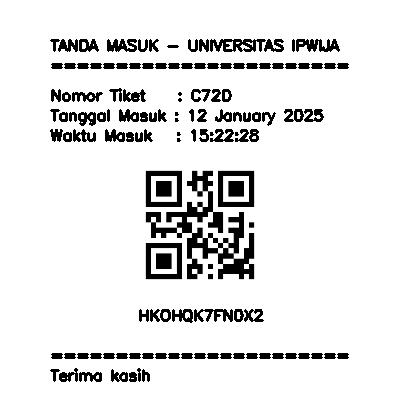 TANDA MASUK - UNIVERSITAS IPWIJA
=======================
Nomor Tiket : C72D
Tanggal Masuk : 12 January 2025
Waktu Masuk : 15:22:28
HKOHQK7FN0X2
=======================
Terima kasih